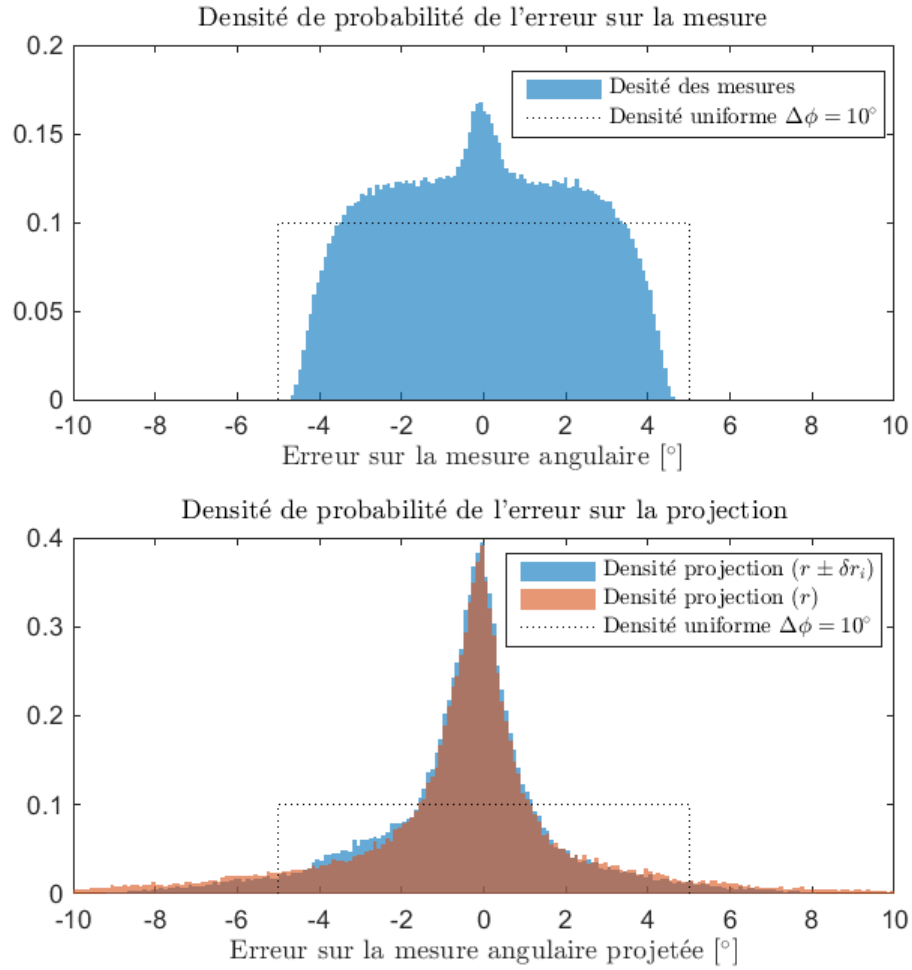 Densité de probabilité de l'erreur sur la mesure
0.2
0.15
0.1
0.05
0
Desité des mesures
Densité uniforme Δϕ = 10°
-10 -8 -6 -4 -2 0 2 4 6 8 10
Erreur sur la mesure angulaire [°]
Densité de probabilité de l'erreur sur la projection
0.4
0.3
0.2
0.1
0
Densité projection (r ± δr_i)
Densité projection (r)
Densité uniforme Δϕ = 10°
-10 -8 -6 -4 -2 0 2 4 6 8 10
Erreur sur la mesure angulaire projetée [°]